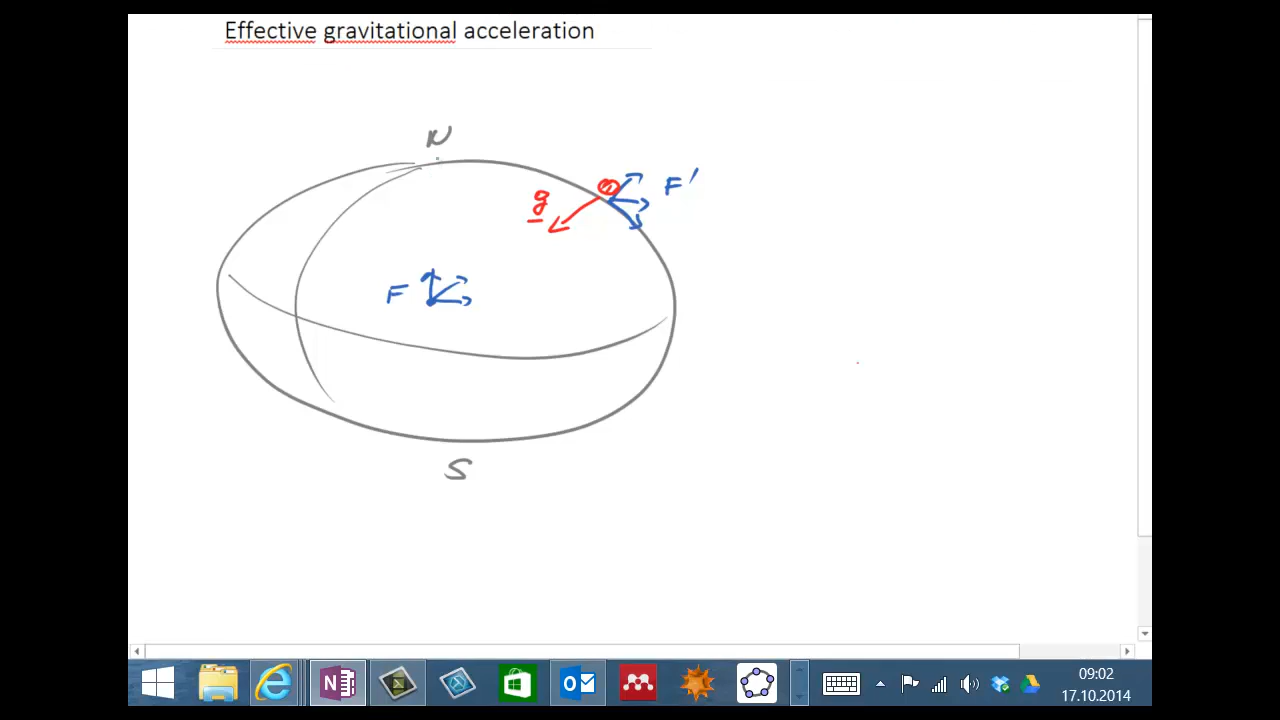 Effective gravitational acceleration
N
g
F'
F
S
09:02
17.10.2014